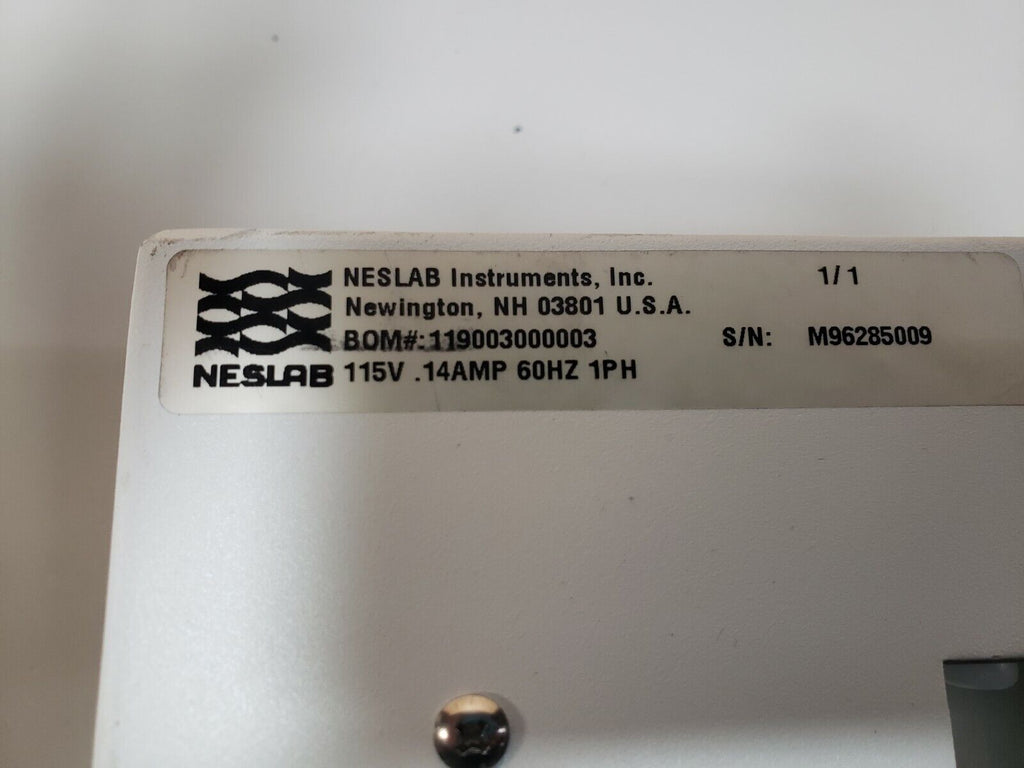 NESLAB Instruments, Inc. 1/1
Newington, NH 03801 U.S.A.
BOM#:119003000003 S/N: M96285009
NESLAB 115V .14AMP 60HZ 1PH